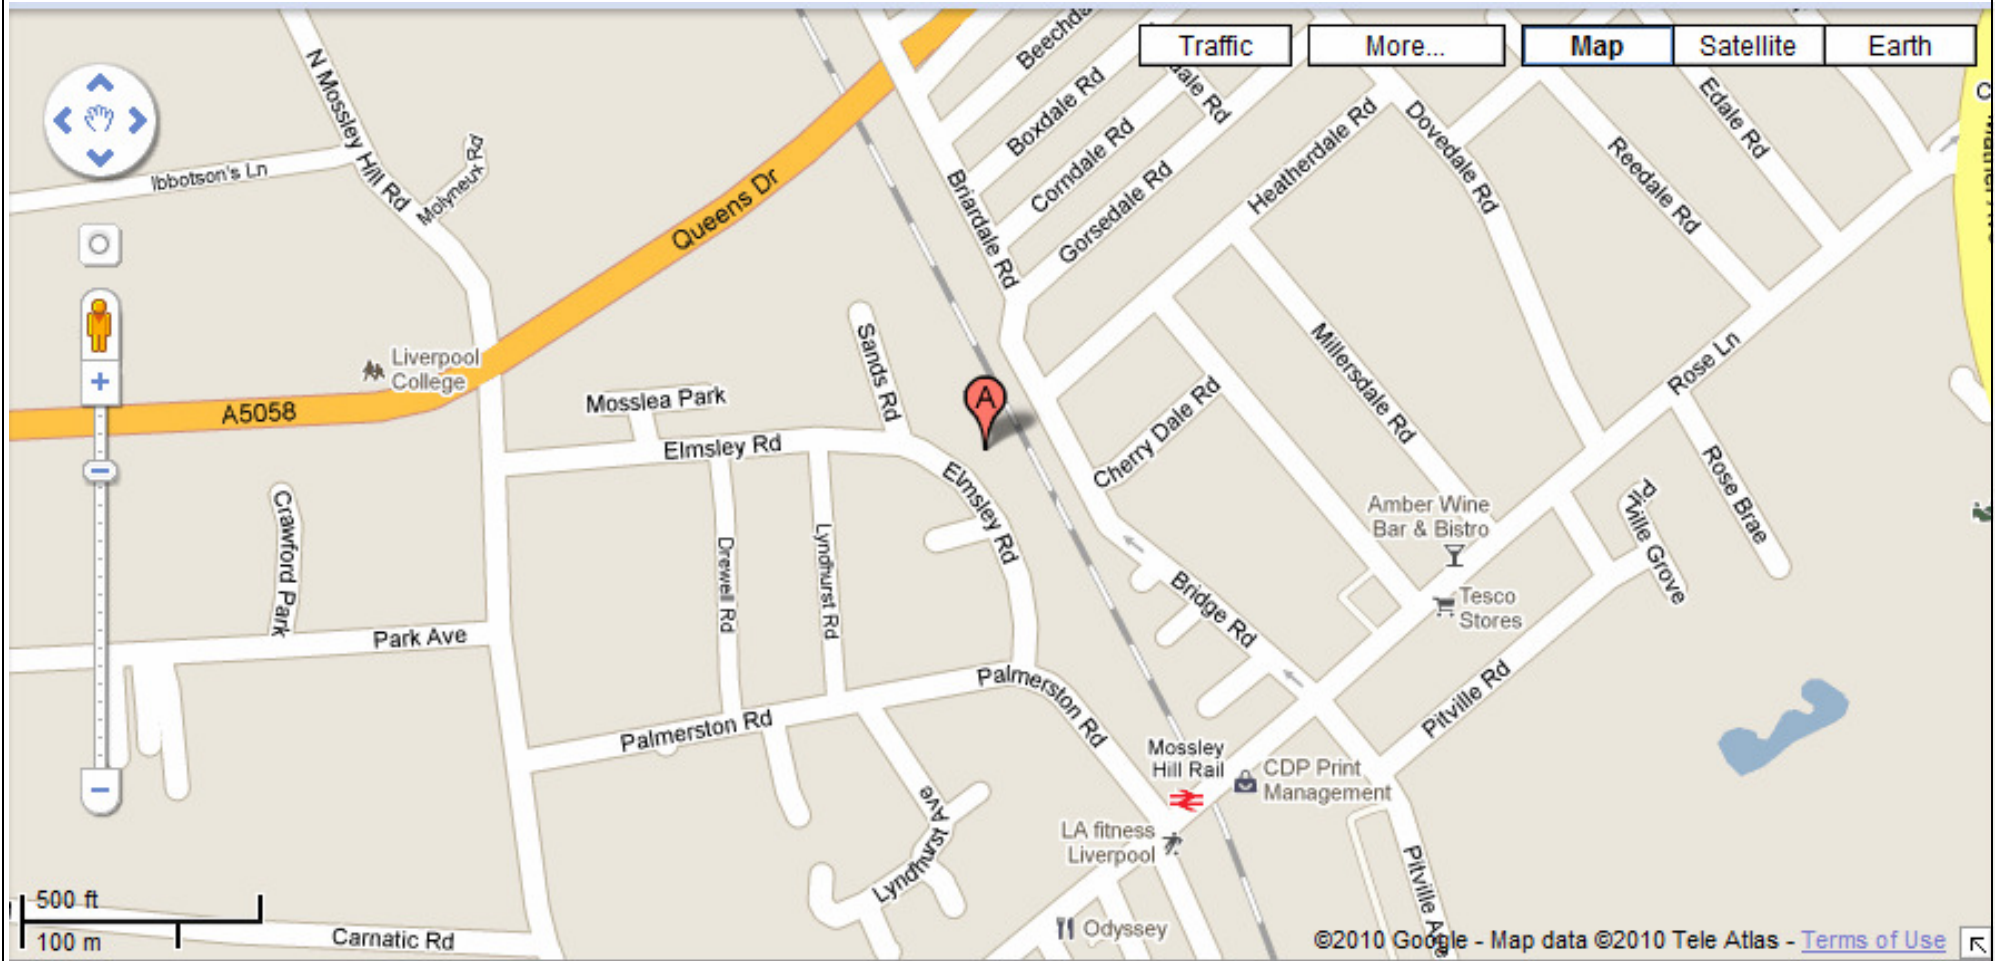 Traffic
More...
Map
Satellite
Earth
N Mossley Hill Rd
Beechda
Boxdale Rd
dale Rd
Corndale Rd
Gorsedale Rd
Heatherdale Rd
Dovedale Rd
Edale Rd
Reedale Rd
Ibbotson's Ln
Molyneux Rd
Queens Dr
Briardale Rd
Liverpool
College
A5058
Sands Rd
Mosslea Park
Elmsley Rd
A
Elmsley Rd
Millersdale Rd
Rose Ln
Cherry Dale Rd
Rose Brae
Amber Wine
Bar & Bistro
Tesco
Stores
Crawford Park
Drewell Rd
Lyndhurst Rd
Bridge Rd
Park Ave
Palmerston Rd
Palmerston Rd
Pitville Rd
Mossley
Hill Rail
CDP Print
Management
LA fitness
Liverpool
Lyndhurst Ave
Pitville Ave
Odyssey
Carnatic Rd
500 ft
100 m
©2010 Google - Map data ©2010 Tele Atlas - Terms of Use